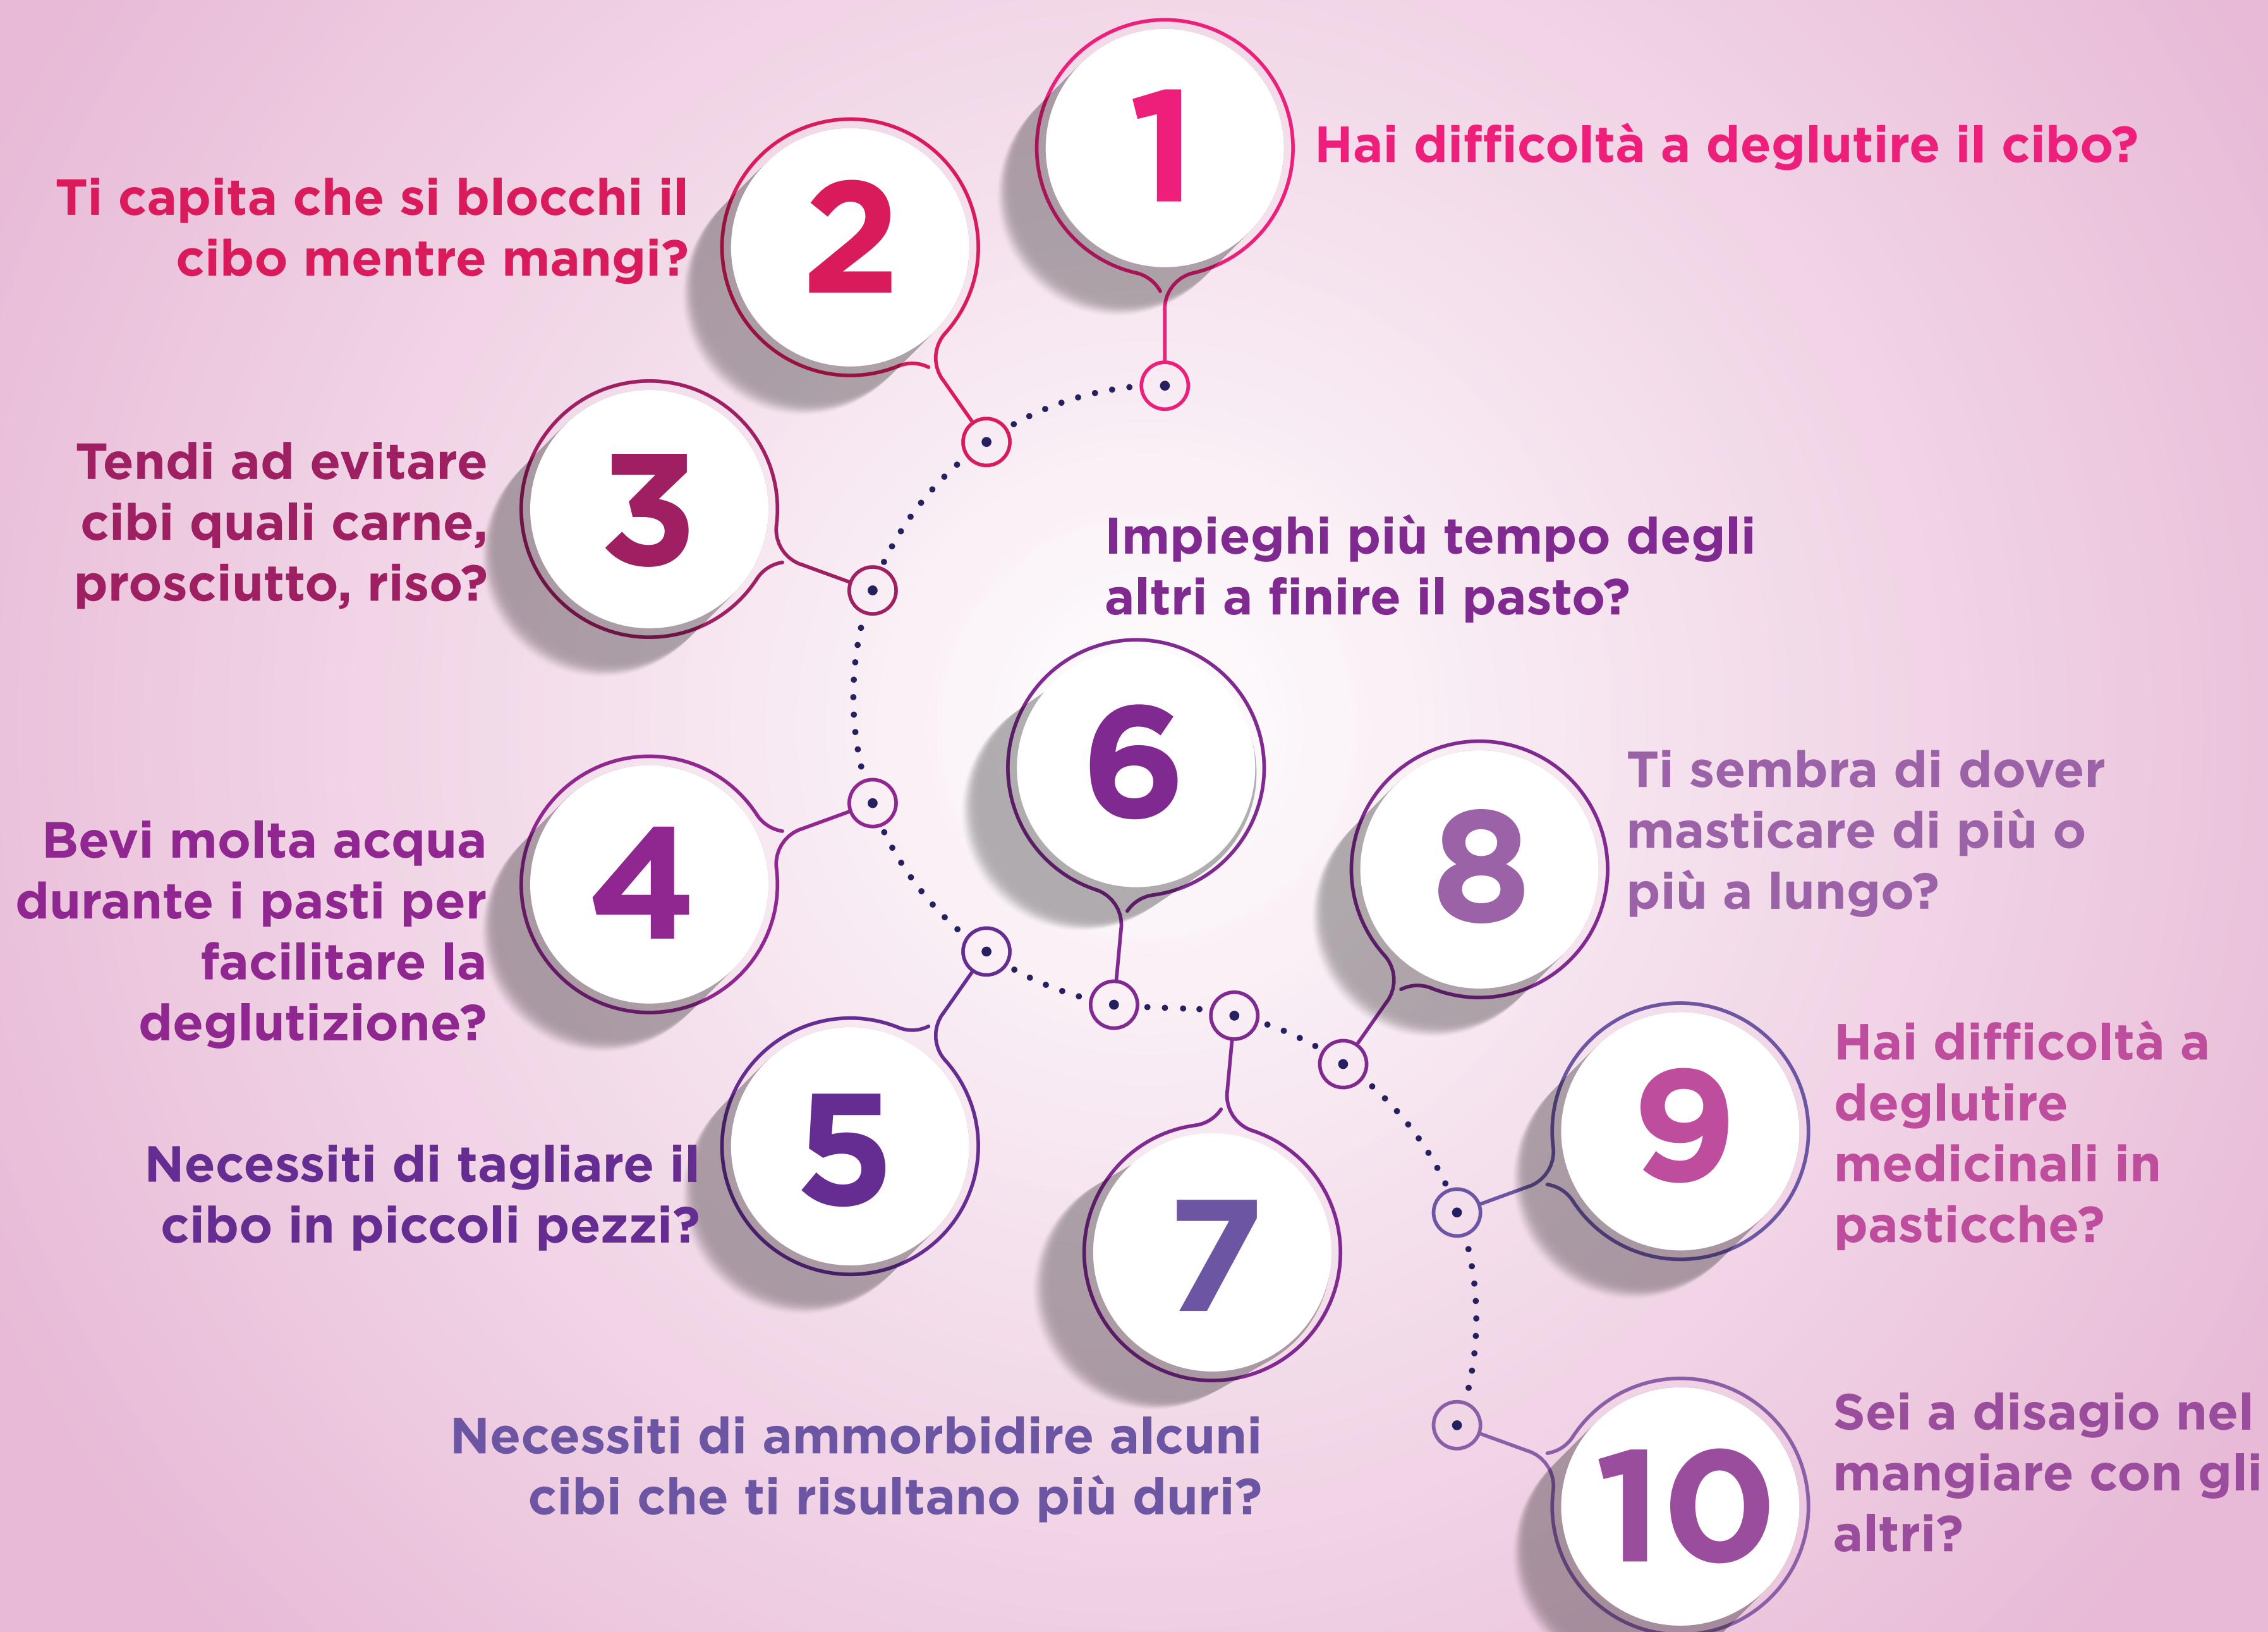 1
Hai difficoltà a deglutire il cibo?
2
Ti capita che si blocchi il
cibo mentre mangi?
3
Tendi ad evitare
cibi quali carne,
prosciutto, riso?
4
Bevi molta acqua
durante i pasti per
facilitare la
deglutizione?
5
Necessiti di tagliare il
cibo in piccoli pezzi?
6
Impieghi più tempo degli
altri a finire il pasto?
7
Necessiti di ammorbidire alcuni
cibi che ti risultano più duri?
8
Ti sembra di dover
masticare di più o
più a lungo?
9
Hai difficoltà a
deglutire
medicinali in
pasticche?
10
Sei a disagio nel
mangiare con gli
altri?